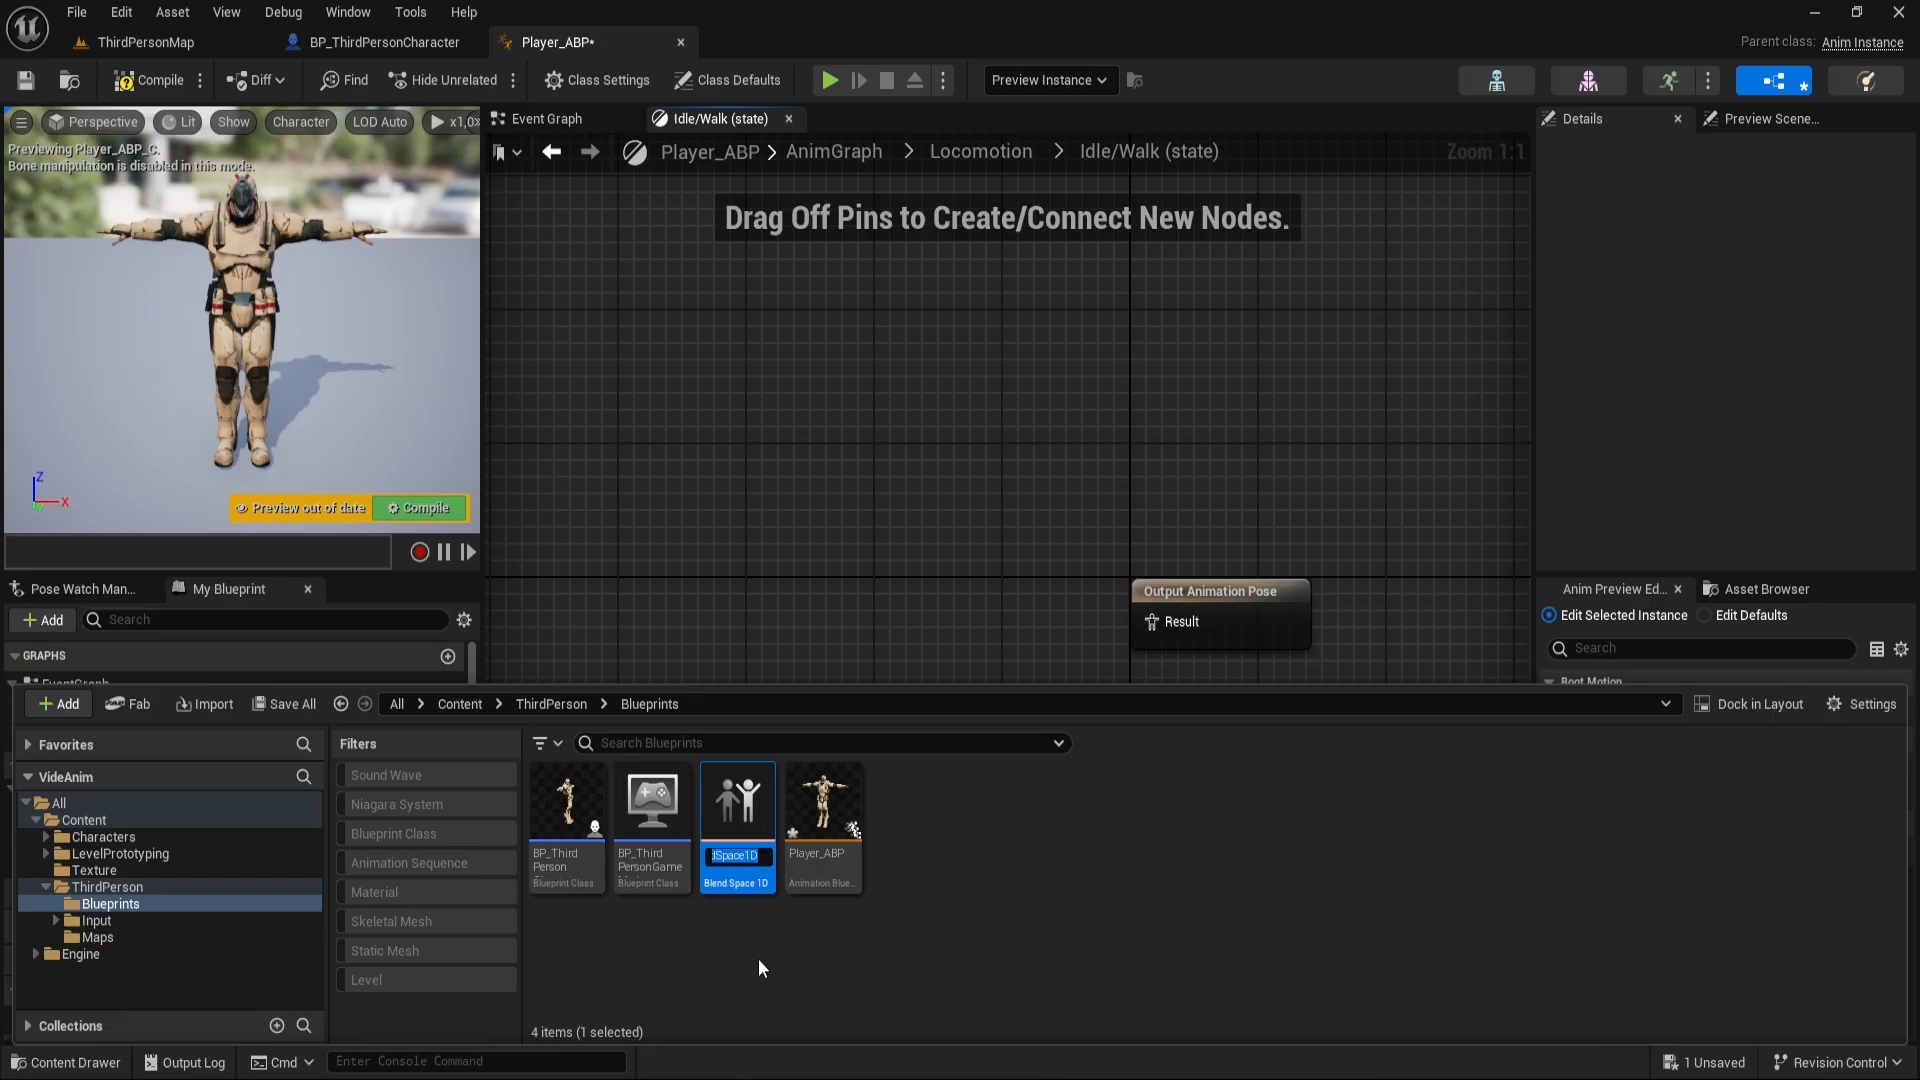 File Edit Asset View Debug Window Tools Help
ThirdPersonMap BP_ThirdPersonCharacter Player_ABP*
Parent class: Anim Instance
Compile Diff Find Hide Unrelated Class Settings Class Defaults Preview Instance
Perspective Lit Show Character LOD Auto x1,0
Previewing Player_ABP_C.
Bone manipulation is disabled in this mode.
Event Graph Idle/Walk (state)
Player_ABP AnimGraph Locomotion Idle/Walk (state) Zoom 1:1
Drag Off Pins to Create/Connect New Nodes.
Details Preview Scene...
Z X
Preview out of date Compile
Output Animation Pose
Result
Pose Watch Man... My Blueprint
Add Search
GRAPHS
EventGraph
Anim Preview Ed... Asset Browser
Edit Selected Instance Edit Defaults
Search
Root Motion
Add Fab Import Save All All Content ThirdPerson Blueprints Dock in Layout Settings
Favorites
VideAnim
All
Content
Characters
LevelPrototyping
Texture
ThirdPerson
Blueprints
Input
Maps
Engine
Collections
Filters
Sound Wave
Niagara System
Blueprint Class
Animation Sequence
Material
Skeletal Mesh
Static Mesh
Level
Search Blueprints
BP_Third
Person
Blueprint Class
BP_Third
PersonGame
Blueprint Class
dSpace1D
Blend Space 1D
Player_ABP
Animation Blue...
4 items (1 selected)
Content Drawer Output Log Cmd Enter Console Command 1 Unsaved Revision Control